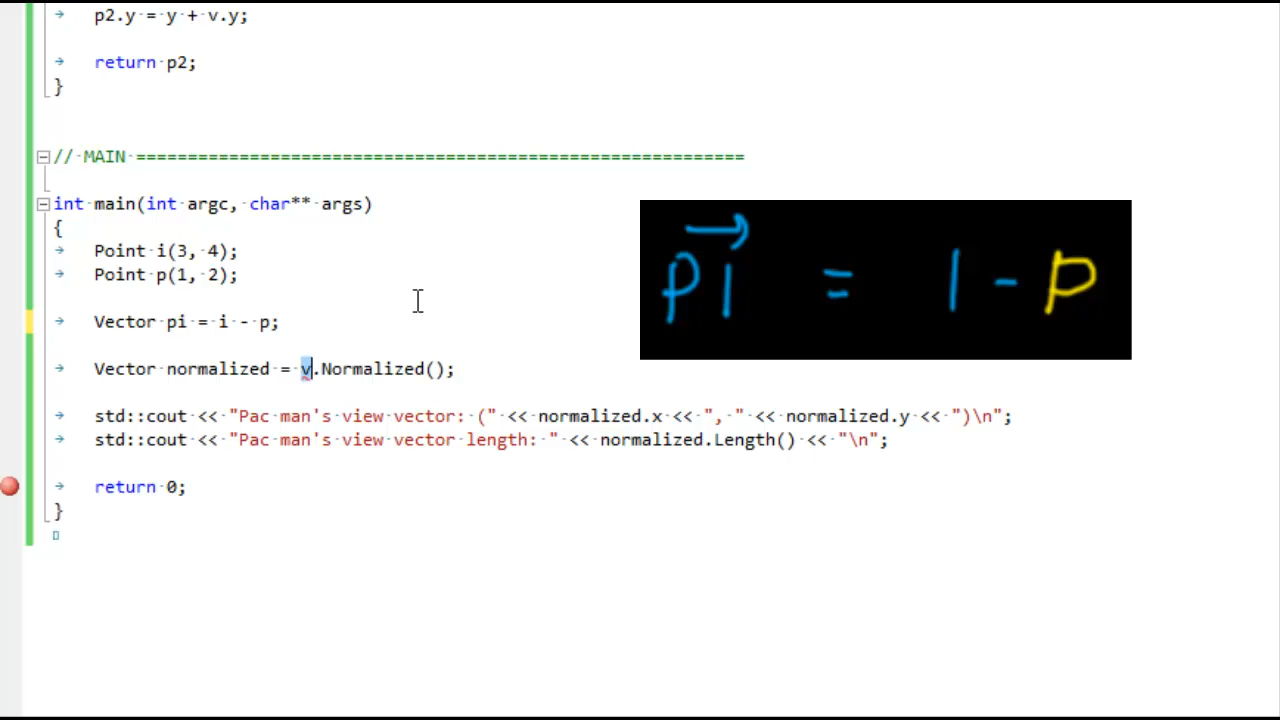 p2.y = y + v.y;
return p2;
}
// MAIN ===========================================================
int main(int argc, char** args)
{
Point i(3, 4);
Point p(1, 2);
Vector pi = i - p;
Vector normalized = v.Normalized();
std::cout << "Pac man's view vector: (" << normalized.x << ", " << normalized.y << ")\n";
std::cout << "Pac man's view vector length: " << normalized.Length() << "\n";
return 0;
}
PI = I - P